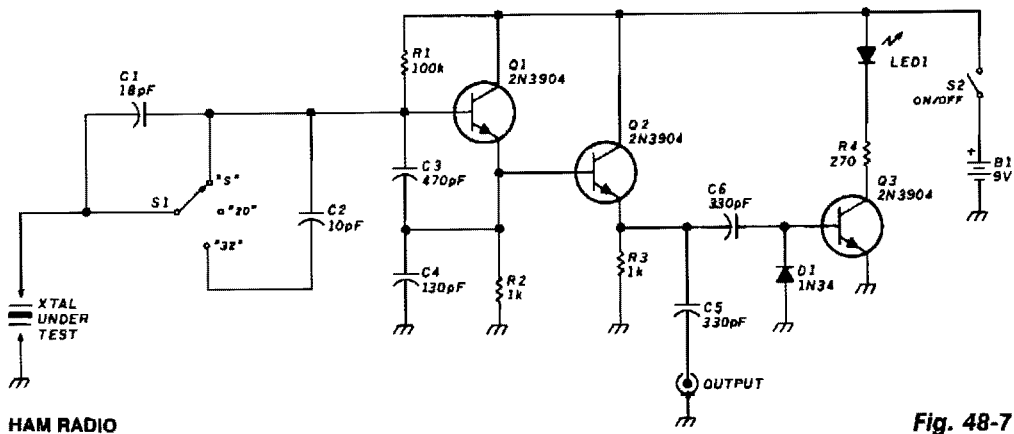 C1
18pF
R1
100k
Q1
2N3904
LED1
S2
ON/OFF
Q2
2N3904
R4
270
+
B1
9V
"S"
S1
"20"
"32"
C2
10pF
C3
470pF
C6
330pF
Q3
2N3904
C4
130pF
R2
1k
R3
1k
D1
1N34
XTAL
UNDER
TEST
C5
330pF
OUTPUT
HAM RADIO
Fig. 48-7